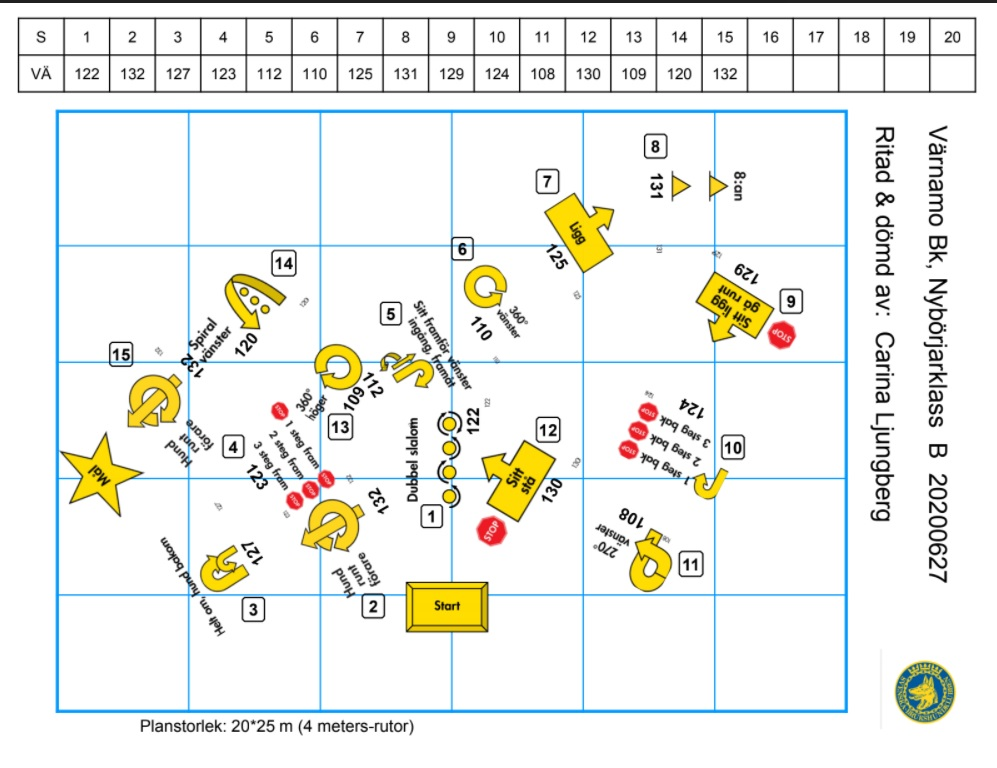 S 1 2 3 4 5 6 7 8 9 10 11 12 13 14 15 16 17 18 19 20
VÄ 122 132 127 123 112 110 125 131 129 124 108 130 109 120 132
Värnamo Bk, Nybörjarklass B 20200627
Ritad & dömd av: Carina Ljungberg
8
131
8:an
7
Ligg
125
6
110
360°
vänster
129
Sitt ligg
gå runt
9
STOP
14
Spiral
vänster
120
5
Sitt framför vänster
ingång, framåt
112
15
132
Hund
runt
förare
360°
höger
109
13
4
STOP
1 steg fram
2 steg fram
3 steg fram
STOP
STOP
STOP
123
Dubbel slalom
122
1
12
Sitt
stå
130
STOP
124
STOP
3 steg bak
STOP
2 steg bak
STOP
1 steg bak
10
Mål
132
Hund
runt
förare
2
127
Helt om, hund bakom
3
108
270°
vänster
11
Start
Planstorlek: 20*25 m (4 meters-rutor)